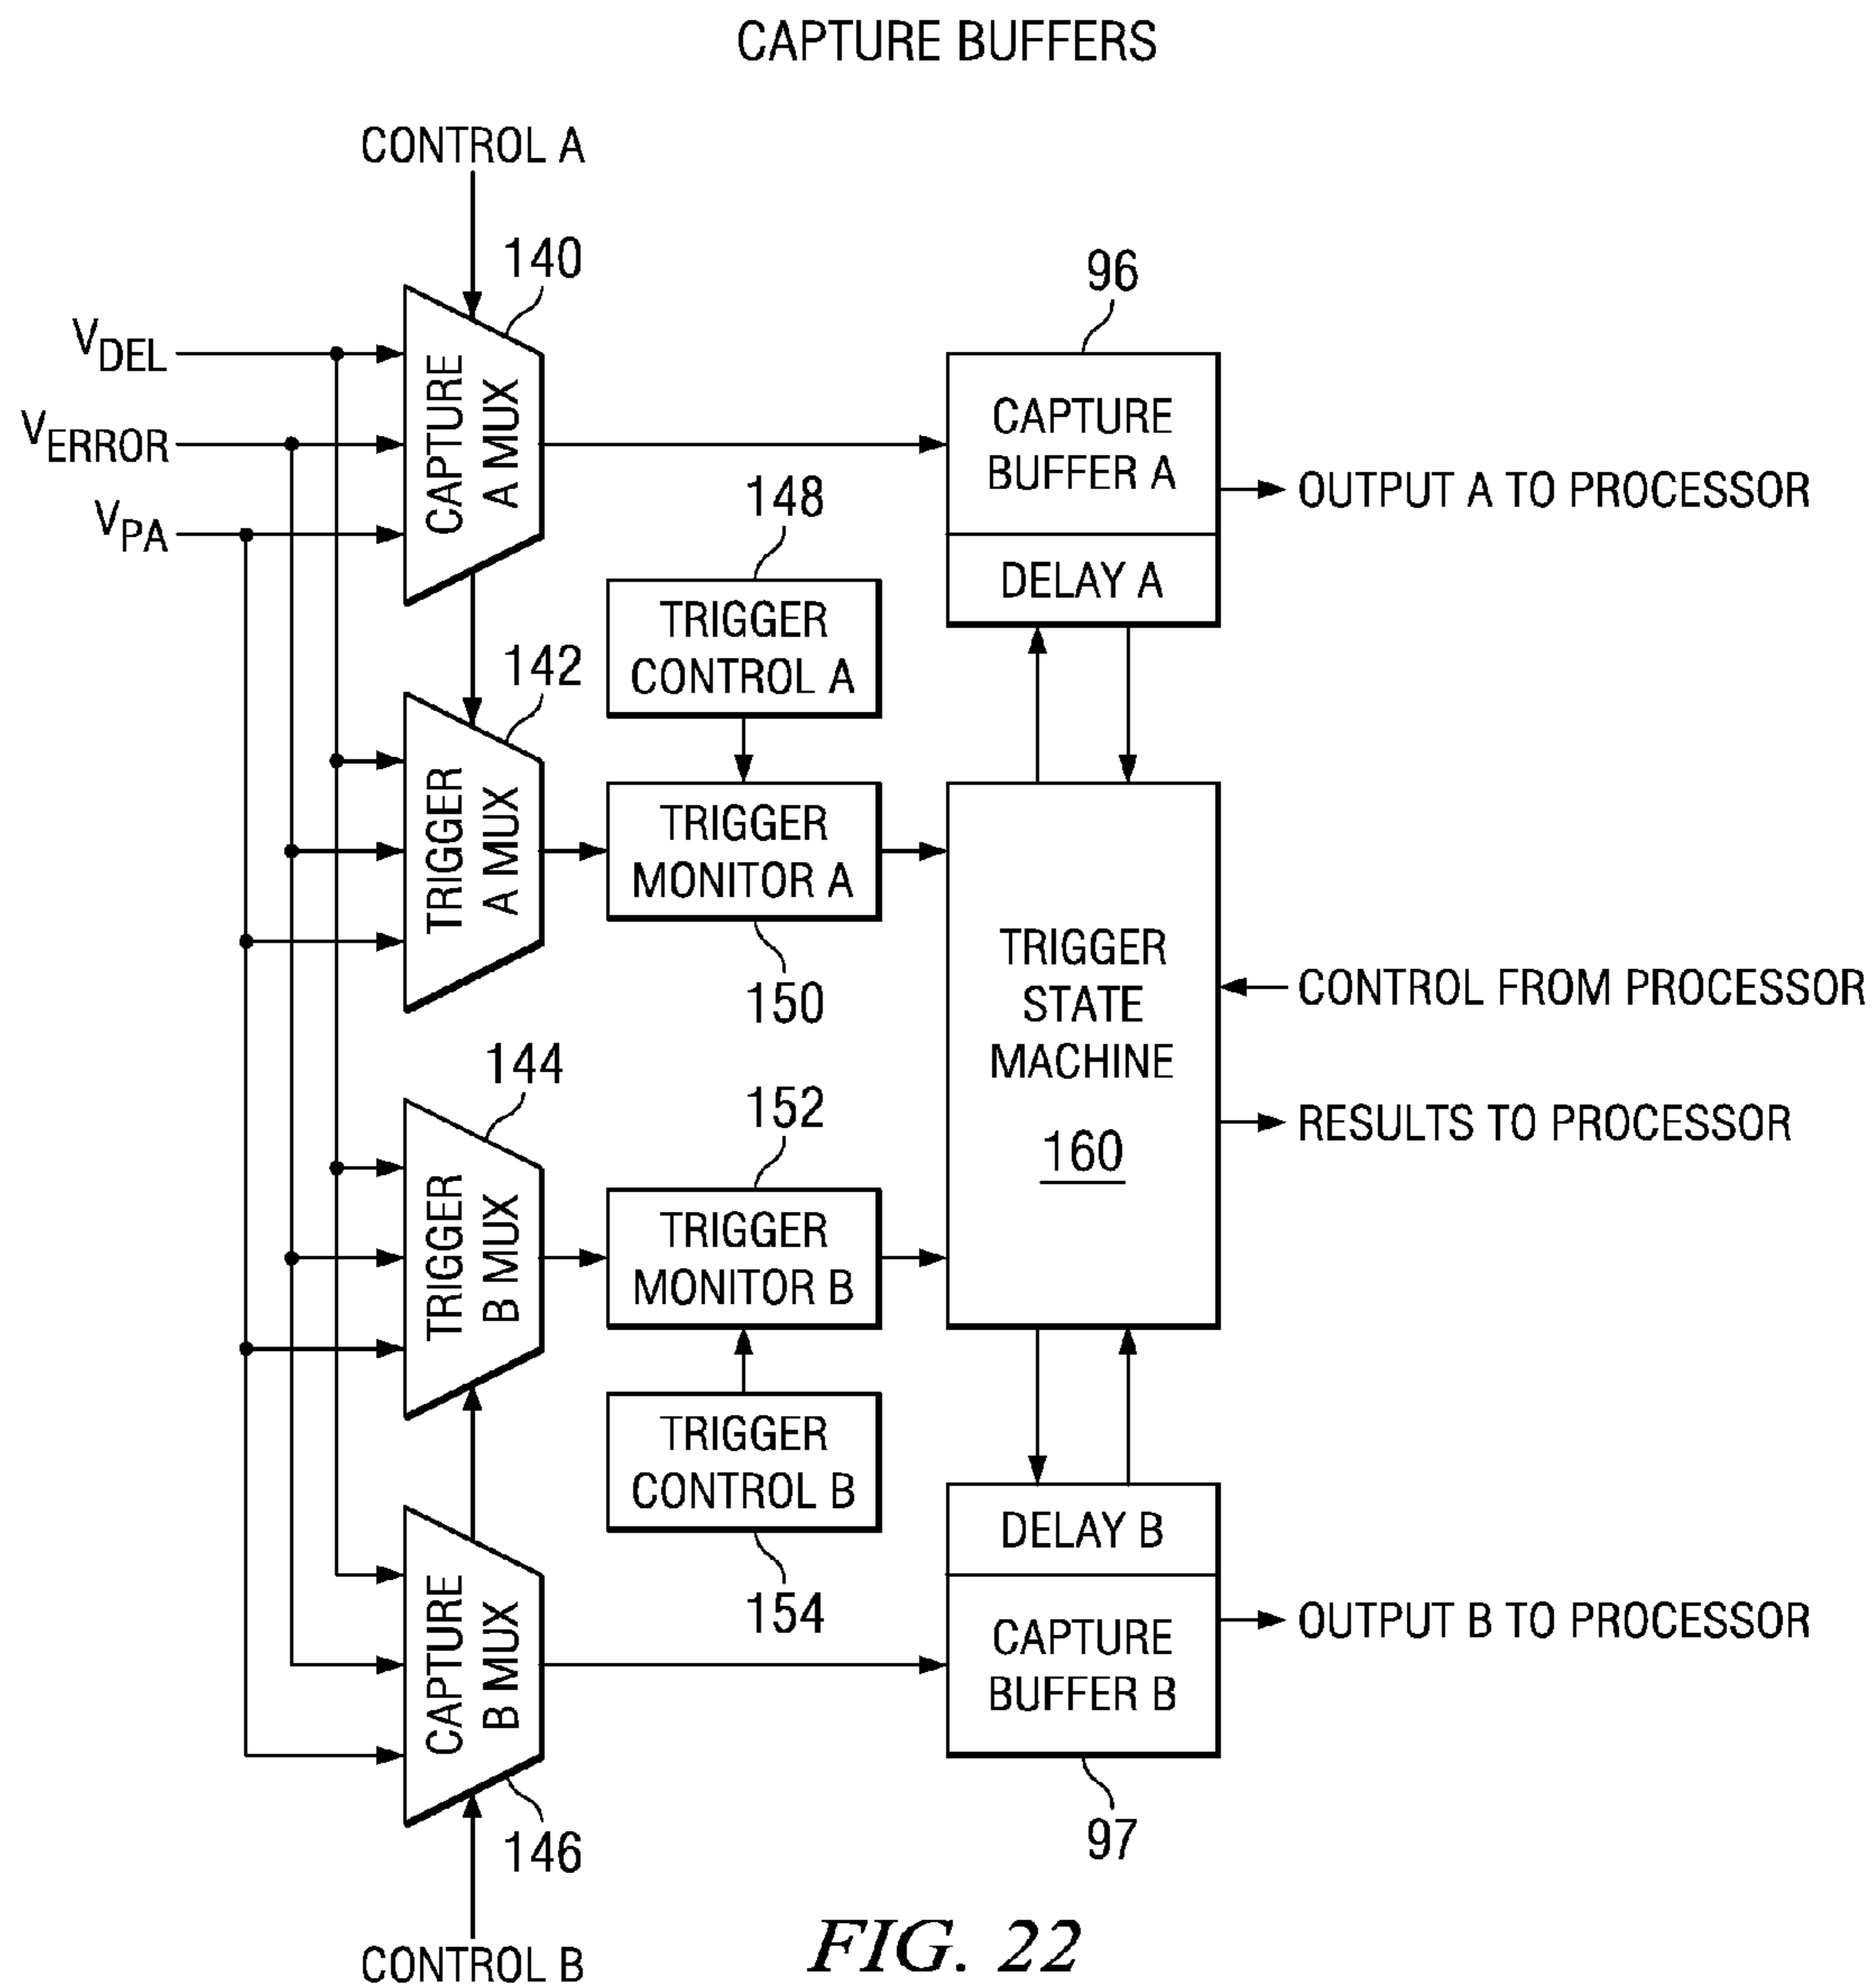 CAPTURE BUFFERS
CONTROL A
140
96
VDEL
VERROR
VPA
CAPTURE
A MUX
CAPTURE
BUFFER A
DELAY A
OUTPUT A TO PROCESSOR
148
TRIGGER
CONTROL A
142
TRIGGER
A MUX
TRIGGER
MONITOR A
150
TRIGGER
STATE
MACHINE
160
CONTROL FROM PROCESSOR
RESULTS TO PROCESSOR
144
152
TRIGGER
B MUX
TRIGGER
MONITOR B
TRIGGER
CONTROL B
154
CAPTURE
B MUX
146
DELAY B
CAPTURE
BUFFER B
OUTPUT B TO PROCESSOR
97
CONTROL B
FIG. 22